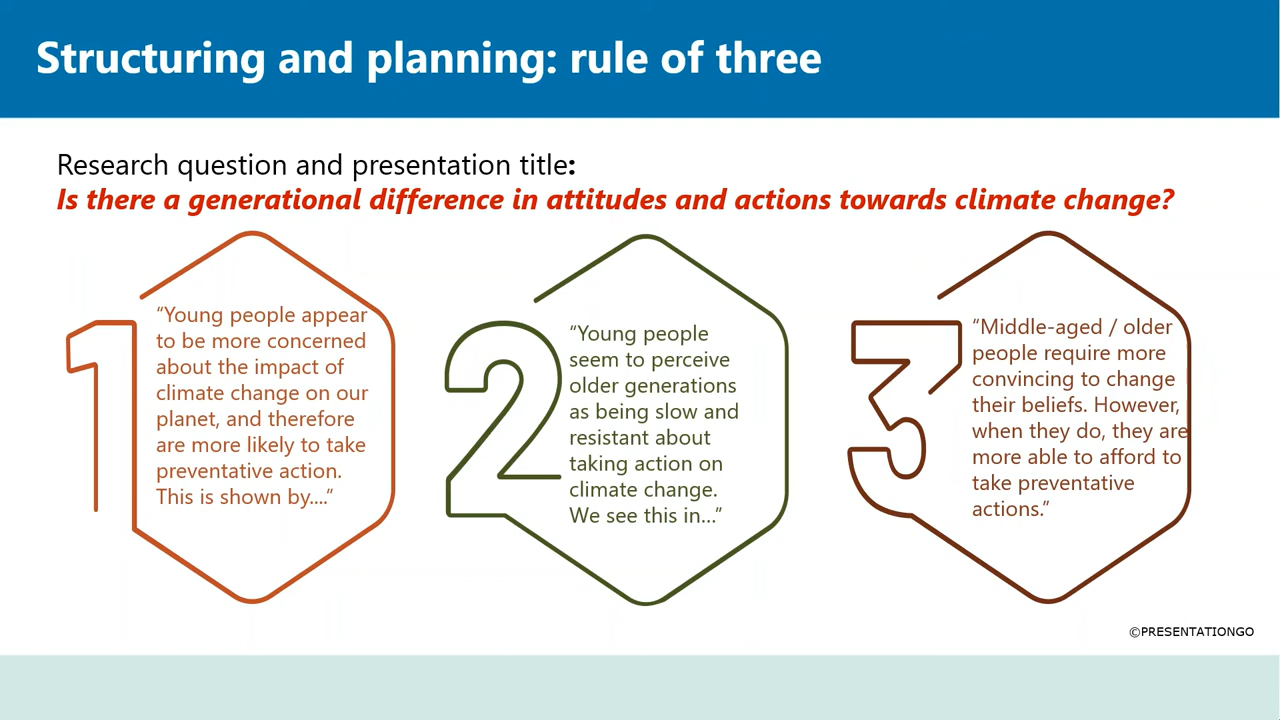 Structuring and planning: rule of three
Research question and presentation title:
Is there a generational difference in attitudes and actions towards climate change?
1
“Young people appear
to be more concerned
about the impact of
climate change on our
planet, and therefore
are more likely to take
preventative action.
This is shown by....”
2
“Young people
seem to perceive
older generations
as being slow and
resistant about
taking action on
climate change.
We see this in...”
3
“Middle-aged / older
people require more
convincing to change
their beliefs. However,
when they do, they are
more able to afford to
take preventative
actions.”
©PRESENTATIONGO